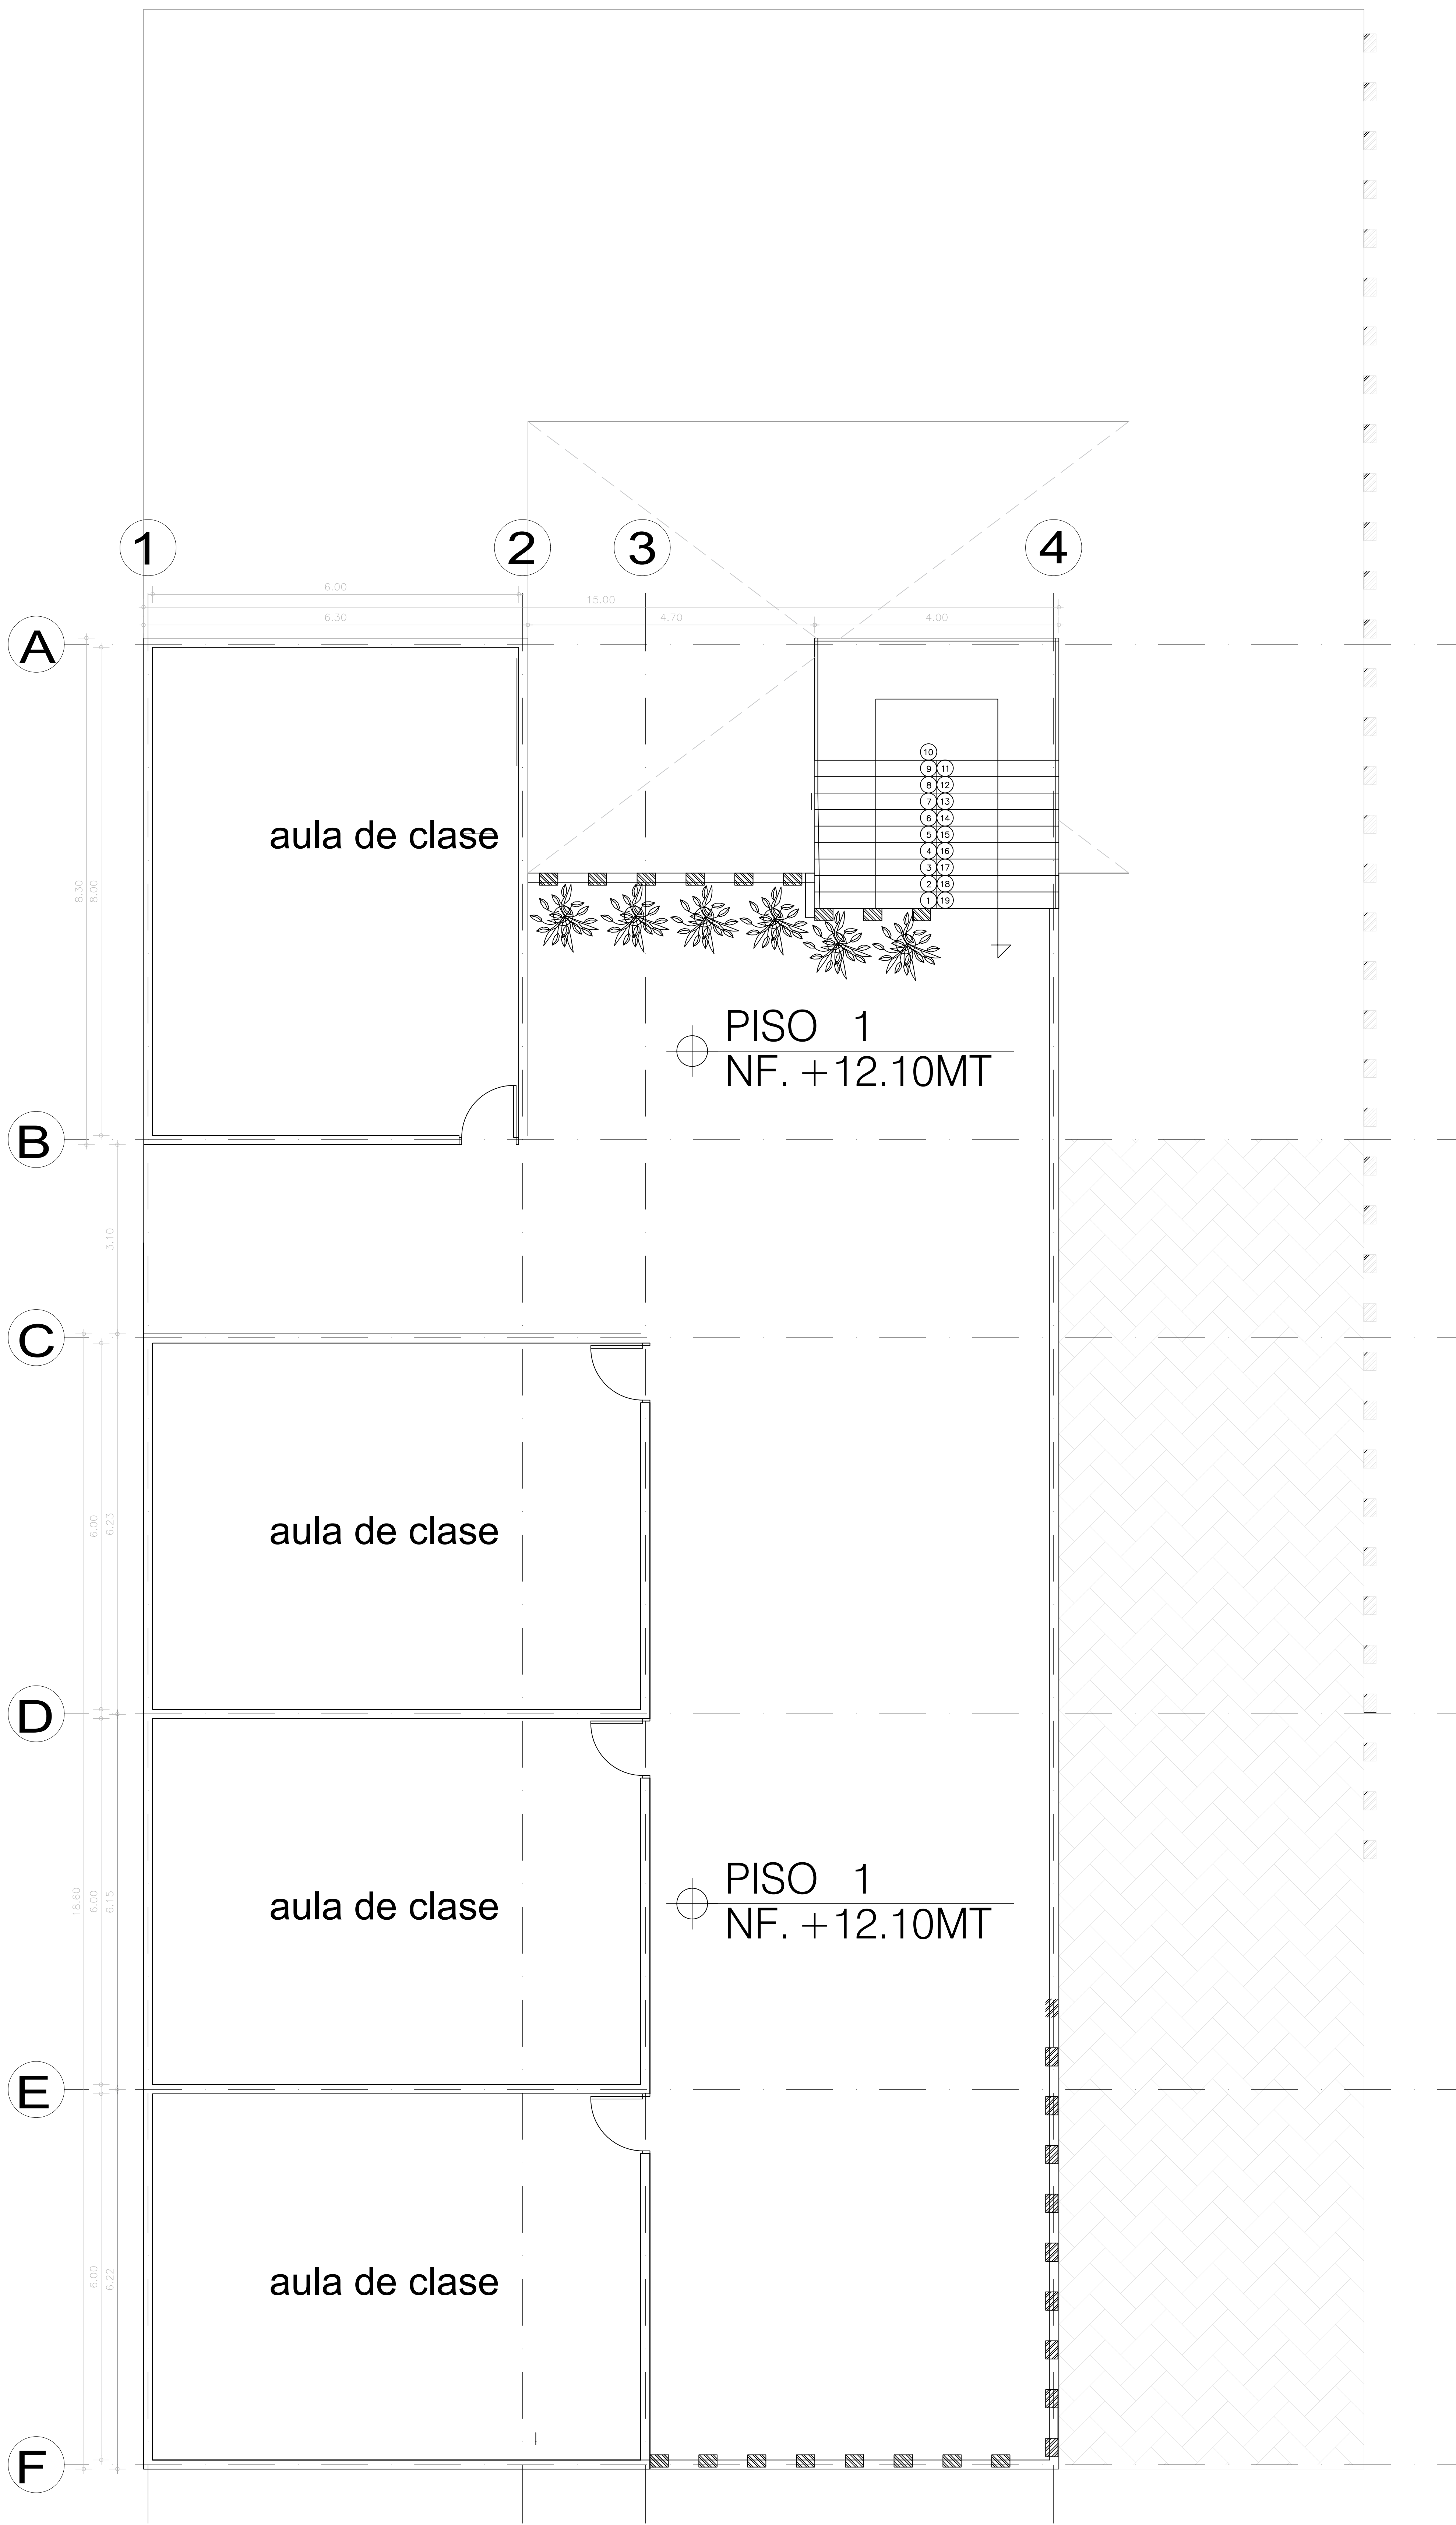 1
2
3
4
6.00
15.00
6.30
4.70
4.00
A
10
9 11
8 12
7 13
6 14
5 15
4 16
3 17
2 18
1 19
aula de clase
8.30
8.00
PISO 1
NF. +12.10MT
B
3.10
C
6.00
6.23
aula de clase
D
PISO 1
NF. +12.10MT
18.60
6.00
6.15
aula de clase
E
6.00
6.22
aula de clase
F